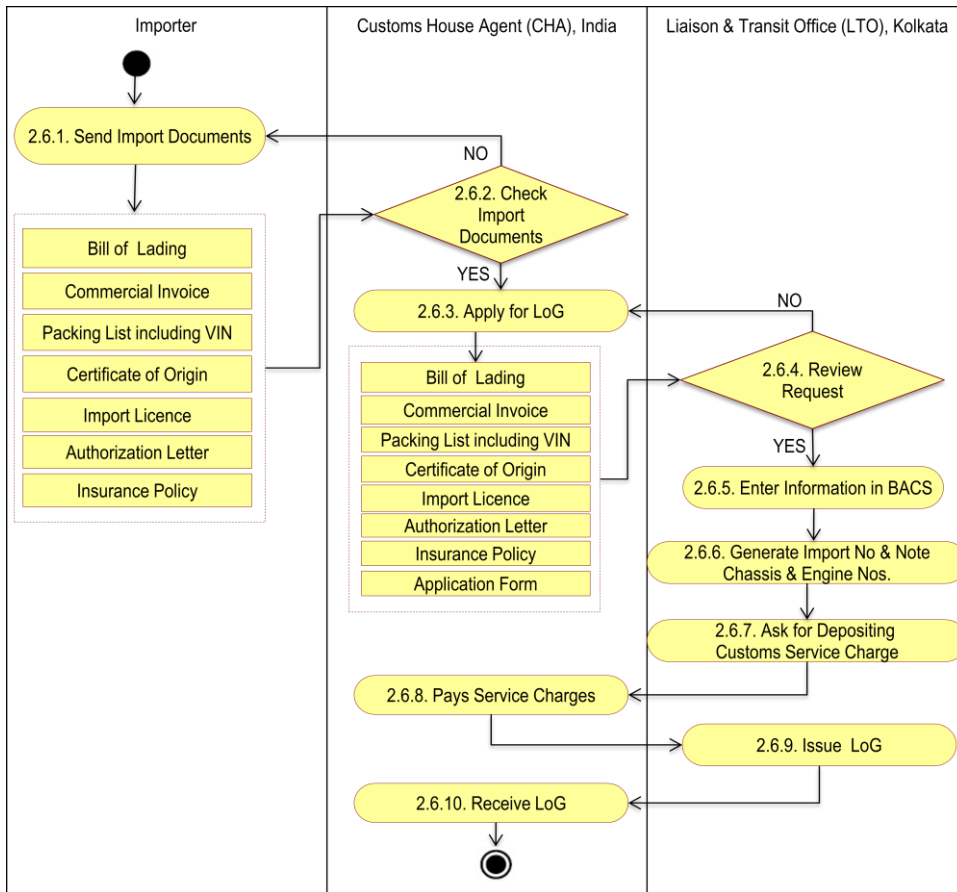 Importer
Customs House Agent (CHA), India
Liaison & Transit Office (LTO), Kolkata
2.6.1. Send Import Documents
NO
2.6.2. Check
Import
Documents
YES
Bill of Lading
Commercial Invoice
Packing List including VIN
Certificate of Origin
Import Licence
Authorization Letter
Insurance Policy
2.6.3. Apply for LoG
NO
Bill of Lading
Commercial Invoice
Packing List including VIN
Certificate of Origin
Import Licence
Authorization Letter
Insurance Policy
Application Form
2.6.4. Review
Request
YES
2.6.5. Enter Information in BACS
2.6.6. Generate Import No & Note
Chassis & Engine Nos.
2.6.7. Ask for Depositing
Customs Service Charge
2.6.8. Pays Service Charges
2.6.9. Issue LoG
2.6.10. Receive LoG